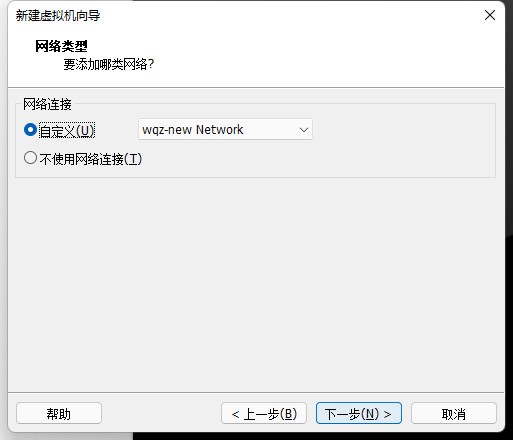 新建虚拟机向导
网络类型
要添加哪类网络?
网络连接
自定义(U)
wgz-new Network
不使用网络连接(T)
帮助
< 上一步(B)
下一步(N) >
取消